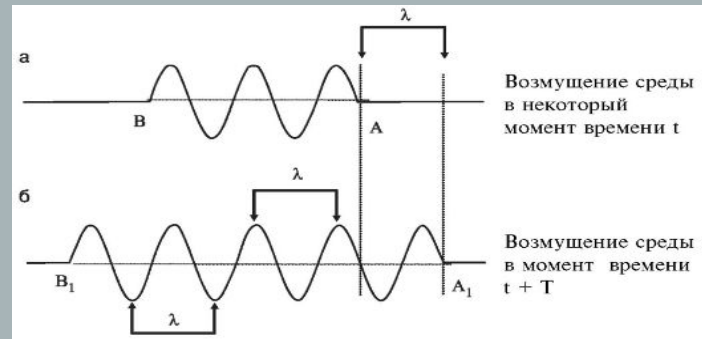 λ
а
Возмущение среды
в некоторый
момент времени t
B
A
λ
б
Возмущение среды
в момент времени
t + T
B₁
A₁
λ